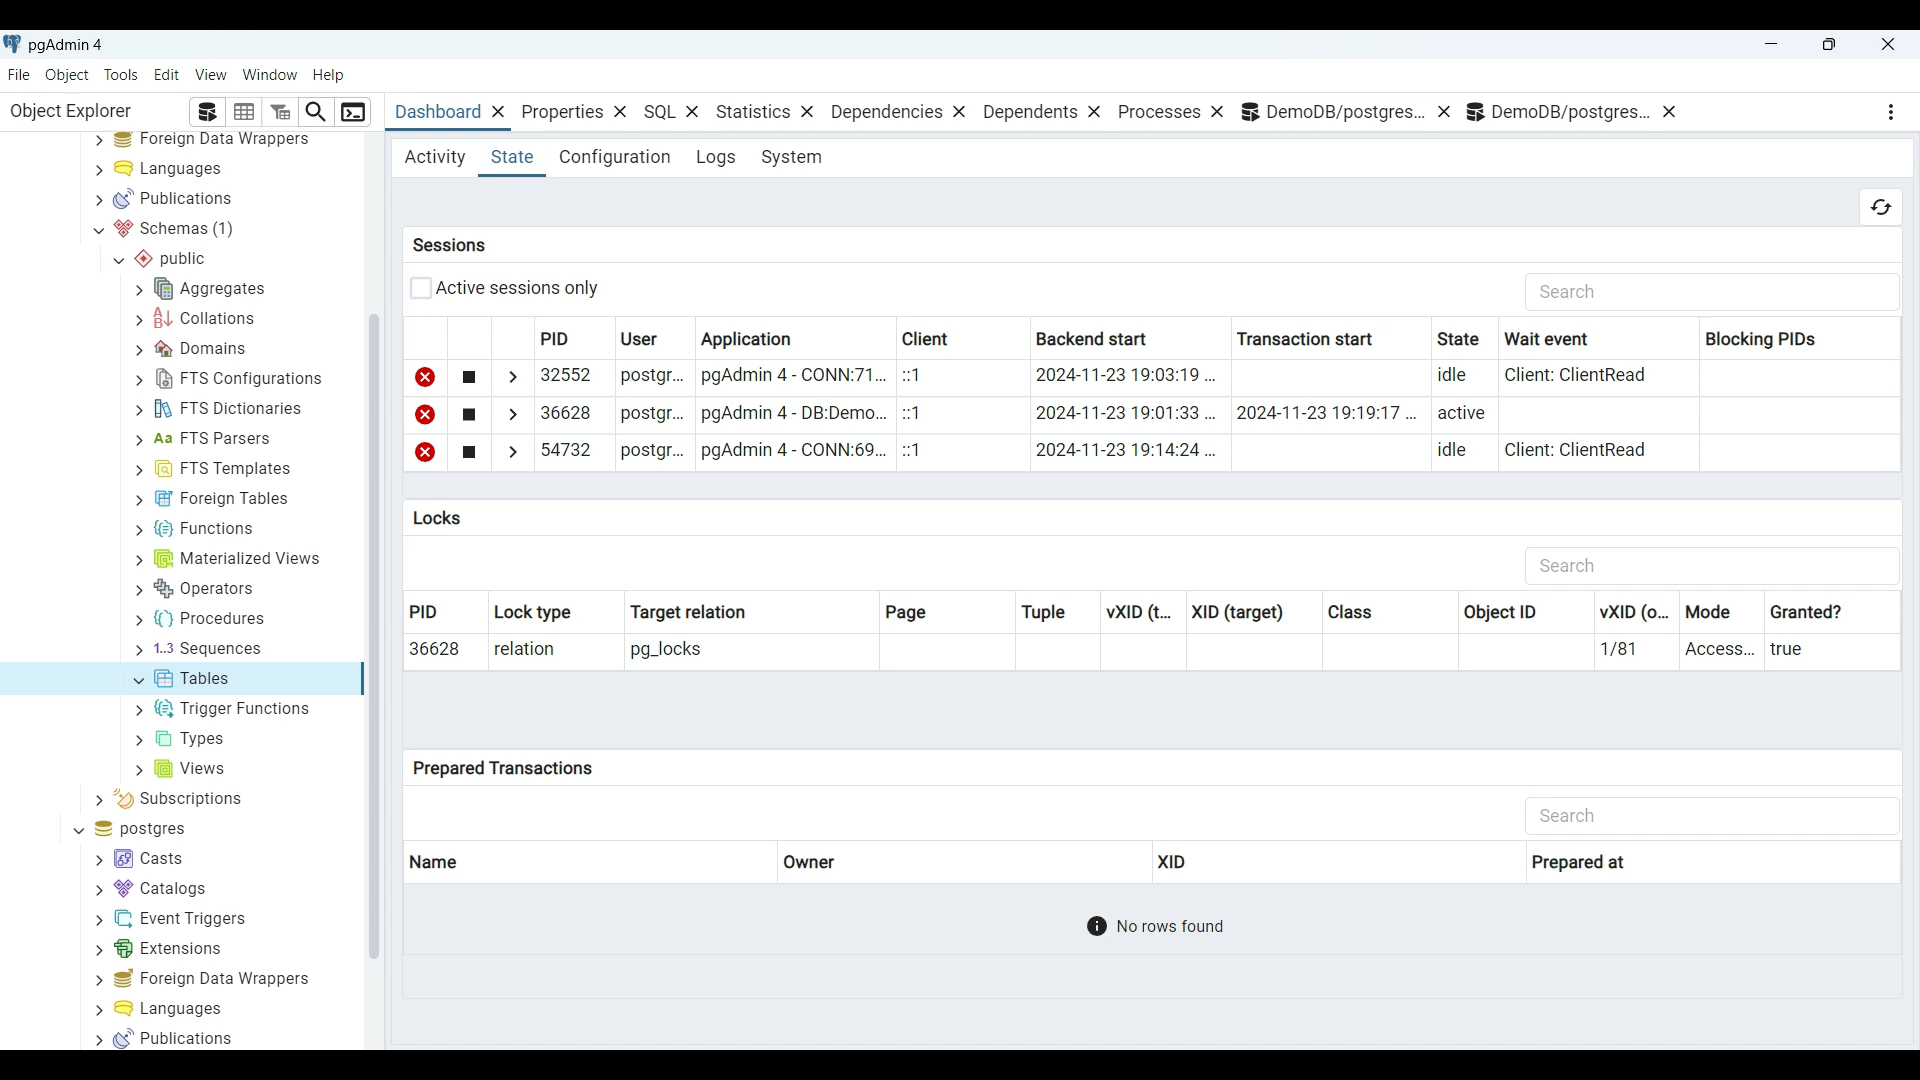 pgAdmin 4
File Object Tools Edit View Window Help
Object Explorer
Foreign Data Wrappers
Languages
Publications
Schemas (1)
public
Aggregates
Collations
Domains
FTS Configurations
FTS Dictionaries
Aa FTS Parsers
FTS Templates
Foreign Tables
Functions
Materialized Views
Operators
Procedures
1..3 Sequences
Tables
Trigger Functions
Types
Views
Subscriptions
postgres
Casts
Catalogs
Event Triggers
Extensions
Foreign Data Wrappers
Languages
Publications
Dashboard Properties SQL Statistics Dependencies Dependents Processes DemoDB/postgres... DemoDB/postgres...
Activity State Configuration Logs System
Sessions
Active sessions only Search
PID User Application Client Backend start Transaction start State Wait event Blocking PIDs
32552 postgr... pgAdmin 4 - CONN:71... ::1 2024-11-23 19:03:19 ... idle Client: ClientRead
36628 postgr... pgAdmin 4 - DB:Demo... ::1 2024-11-23 19:01:33 ... 2024-11-23 19:19:17 ... active
54732 postgr... pgAdmin 4 - CONN:69... ::1 2024-11-23 19:14:24 ... idle Client: ClientRead
Locks
Search
PID Lock type Target relation Page Tuple vXID (t... XID (target) Class Object ID vXID (o... Mode Granted?
36628 relation pg_locks 1/81 Access... true
Prepared Transactions
Search
Name Owner XID Prepared at
No rows found